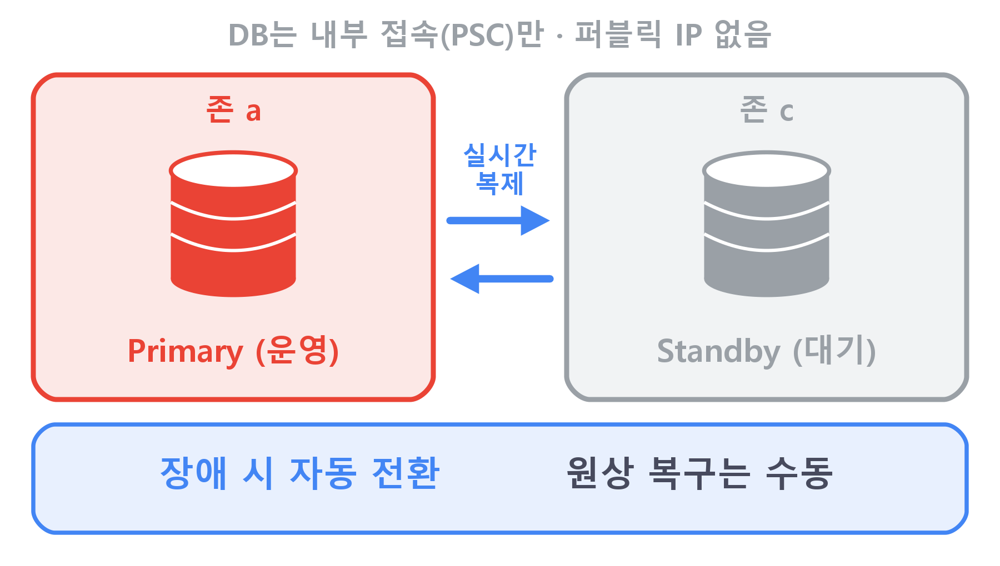 DB는 내부 접속(PSC)만 · 퍼블릭 IP 없음
존 a
존 c
실시간
복제
Primary (운영)
Standby (대기)
장애 시 자동 전환
원상 복구는 수동